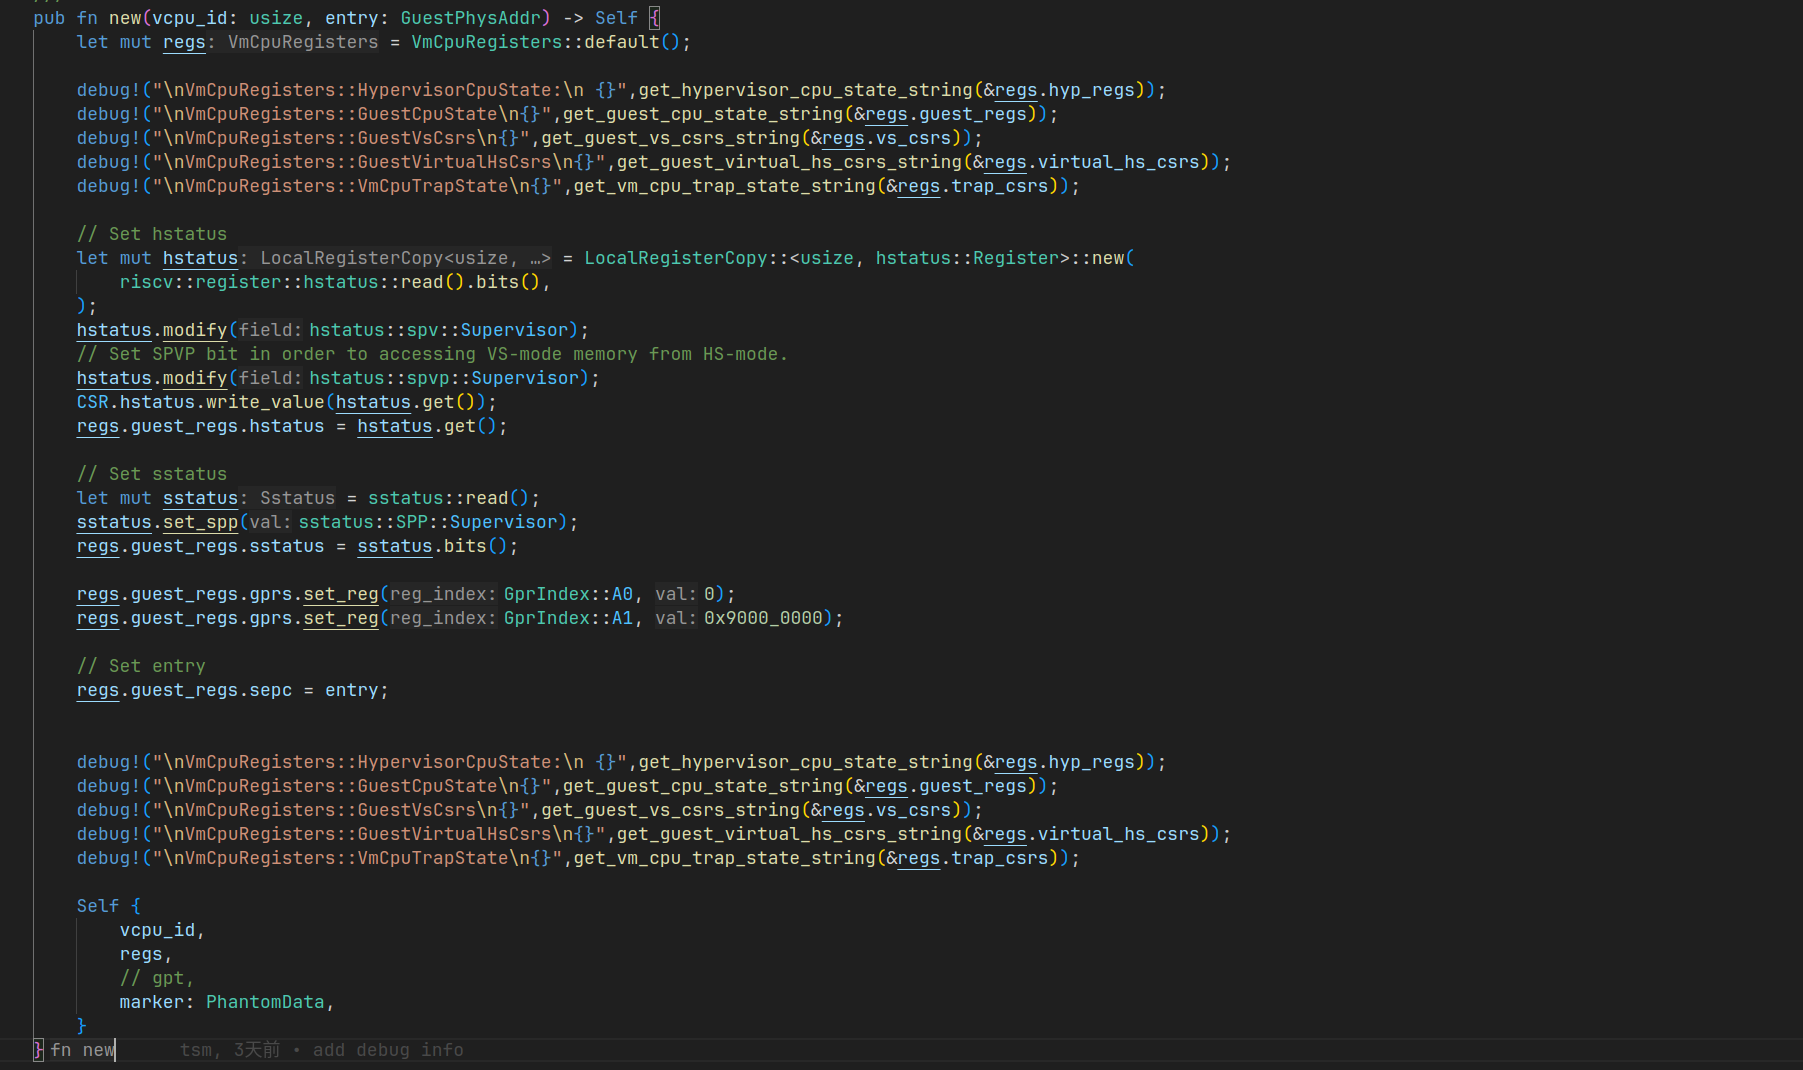 pub fn new(vcpu_id: usize, entry: GuestPhysAddr) -> Self {
    let mut regs: VmCpuRegisters = VmCpuRegisters::default();

    debug!("\nVmCpuRegisters::HypervisorCpuState:\n {}",get_hypervisor_cpu_state_string(&regs.hyp_regs));
    debug!("\nVmCpuRegisters::GuestCpuState\n{}",get_guest_cpu_state_string(&regs.guest_regs));
    debug!("\nVmCpuRegisters::GuestVsCsrs\n{}",get_guest_vs_csrs_string(&regs.vs_csrs));
    debug!("\nVmCpuRegisters::GuestVirtualHsCsrs\n{}",get_guest_virtual_hs_csrs_string(&regs.virtual_hs_csrs));
    debug!("\nVmCpuRegisters::VmCpuTrapState\n{}",get_vm_cpu_trap_state_string(&regs.trap_csrs));

    // Set hstatus
    let mut hstatus: LocalRegisterCopy<usize, …> = LocalRegisterCopy::<usize, hstatus::Register>::new(
        riscv::register::hstatus::read().bits(),
    );
    hstatus.modify(field: hstatus::spv::Supervisor);
    // Set SPVP bit in order to accessing VS-mode memory from HS-mode.
    hstatus.modify(field: hstatus::spvp::Supervisor);
    CSR.hstatus.write_value(hstatus.get());
    regs.guest_regs.hstatus = hstatus.get();

    // Set sstatus
    let mut sstatus: Sstatus = sstatus::read();
    sstatus.set_spp(val: sstatus::SPP::Supervisor);
    regs.guest_regs.sstatus = sstatus.bits();

    regs.guest_regs.gprs.set_reg(reg_index: GprIndex::A0, val: 0);
    regs.guest_regs.gprs.set_reg(reg_index: GprIndex::A1, val: 0x9000_0000);

    // Set entry
    regs.guest_regs.sepc = entry;

    debug!("\nVmCpuRegisters::HypervisorCpuState:\n {}",get_hypervisor_cpu_state_string(&regs.hyp_regs));
    debug!("\nVmCpuRegisters::GuestCpuState\n{}",get_guest_cpu_state_string(&regs.guest_regs));
    debug!("\nVmCpuRegisters::GuestVsCsrs\n{}",get_guest_vs_csrs_string(&regs.vs_csrs));
    debug!("\nVmCpuRegisters::GuestVirtualHsCsrs\n{}",get_guest_virtual_hs_csrs_string(&regs.virtual_hs_csrs));
    debug!("\nVmCpuRegisters::VmCpuTrapState\n{}",get_vm_cpu_trap_state_string(&regs.trap_csrs));

    Self {
        vcpu_id,
        regs,
        // gpt,
        marker: PhantomData,
    }
} fn new      tsm, 3天前 • add debug info